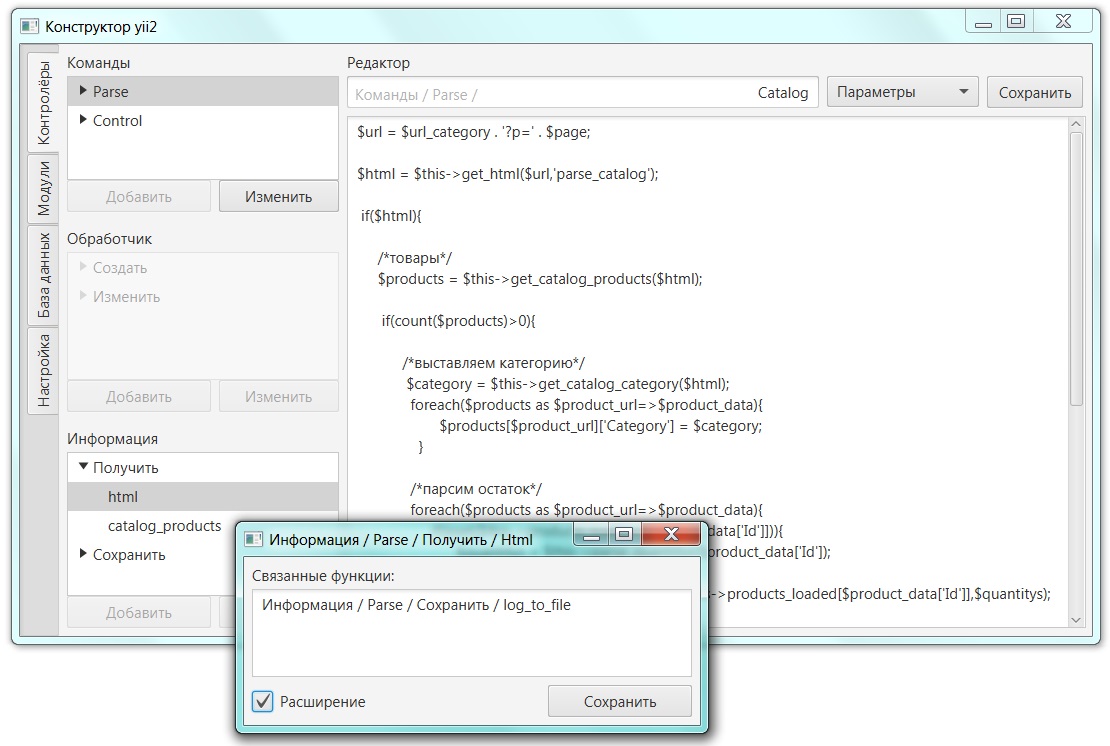 Конструктор yii2
Контролёры
Модули
База данных
Настройка
Команды
Parse
Control
Добавить
Изменить
Обработчик
Создать
Изменить
Добавить
Изменить
Информация
Получить
html
catalog_products
Сохранить
Добавить
Редактор
Команды / Parse /
Catalog
Параметры
Сохранить
$url = $url_category . '?p=' . $page;
$html = $this->get_html($url,'parse_catalog');
if($html){
/*товары*/
$products = $this->get_catalog_products($html);
if(count($products)>0){
/*выставляем категорию*/
$category = $this->get_catalog_category($html);
foreach($products as $product_url=>$product_data){
$products[$product_url]['Category'] = $category;
}
/*парсим остаток*/
foreach($products as $product_url=>$product_data){
data['Id']])){
product_data['Id']);
->products_loaded[$product_data['Id']],$quantitys);
Информация / Parse / Получить / Html
Связанные функции:
Информация / Parse / Сохранить / log_to_file
Расширение
Сохранить